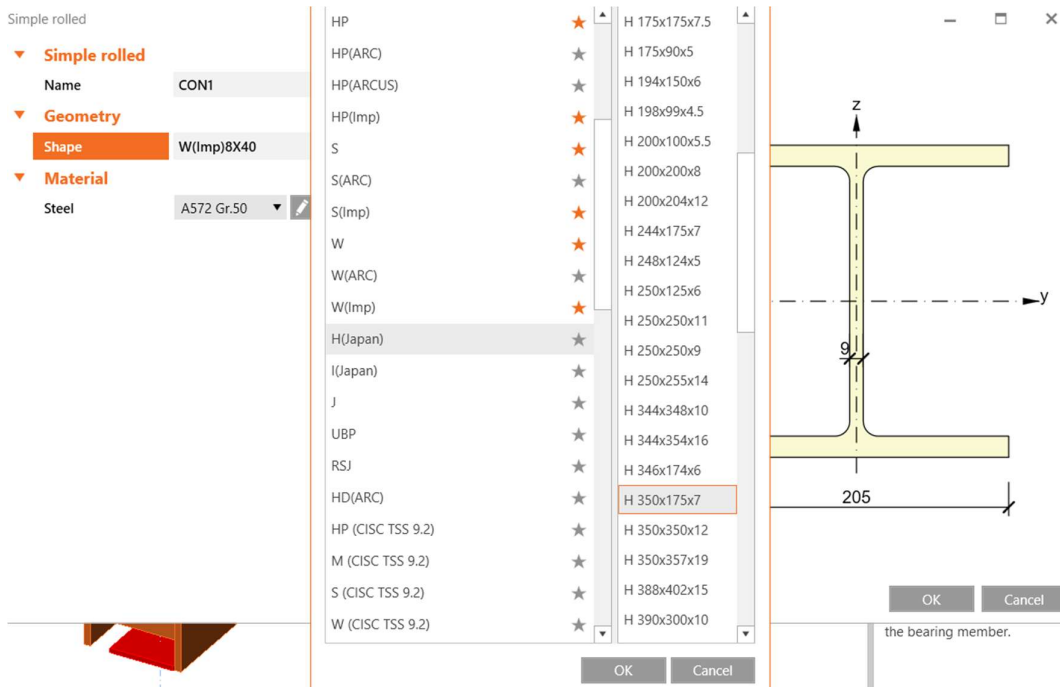 Simple rolled
Simple rolled
Name CON1
Geometry
Shape W(Imp)8X40
Material
Steel A572 Gr.50
HP
HP(ARC)
HP(ARCUS)
HP(Imp)
S
S(ARC)
S(Imp)
W
W(ARC)
W(Imp)
H(Japan)
I(Japan)
J
UBP
RSJ
HD(ARC)
HP (CISC TSS 9.2)
M (CISC TSS 9.2)
S (CISC TSS 9.2)
W (CISC TSS 9.2)
H 175x175x7.5
H 175x90x5
H 194x150x6
H 198x99x4.5
H 200x100x5.5
H 200x200x8
H 200x204x12
H 244x175x7
H 248x124x5
H 250x125x6
H 250x250x11
H 250x250x9
H 250x255x14
H 344x348x10
H 344x354x16
H 346x174x6
H 350x175x7
H 350x350x12
H 350x357x19
H 388x402x15
H 390x300x10
OK Cancel
z
y
9
205
OK Cancel
the bearing member.